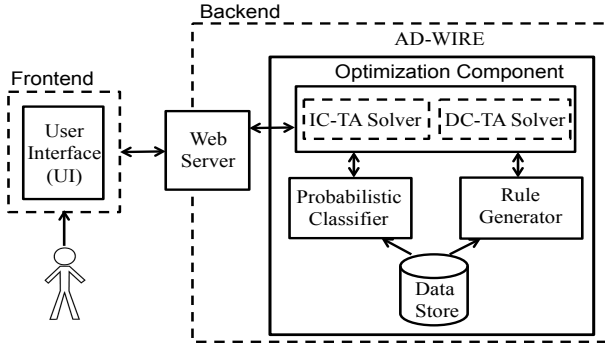 Backend
AD-WIRE
Frontend
Optimization Component
User
Interface
(UI)
Web
Server
IC-TA Solver
DC-TA Solver
Probabilistic
Classifier
Rule
Generator
Data
Store